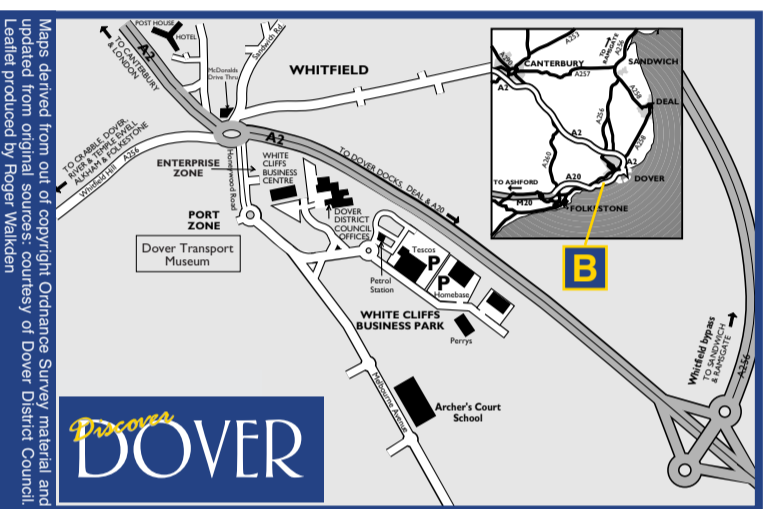 Maps derived from out of copyright Ordnance Survey material and
updated from original sources: courtesy of Dover District Council.
Leaflet produced by Roger Walkden
POST HOUSE
HOTEL
A2
TO CANTERBURY
& LONDON
McDonalds
Drive Thru
Sandwich Rd.
WHITFIELD
TO CRABBLE DOVER,
RIVER & TEMPLE EWELL
ALKHAM & FOLKESTONE
Whitfield Hill A256
A2
TO DOVER DOCKS, DEAL & A20
ENTERPRISE
ZONE
Honeywood Road
WHITE
CLIFFS
BUSINESS
CENTRE
PORT
ZONE
DOVER
DISTRICT
COUNCIL
OFFICES
Dover Transport
Museum
Tescos
P
P
Petrol
Station
Homebase
WHITE CLIFFS
BUSINESS PARK
Perrys
Melbourne Avenue
Archer's Court
School
Whitfield bypass
TO SANDWICH
& RAMSGATE
A256
A253
TO
RAMSGATE
A256
SANDWICH
CANTERBURY
A257
A2
A258
DEAL
A256
A2
A258
A260
A2
DOVER
A20
TO ASHFORD
M20
FOLKESTONE
B
Discover
DOVER